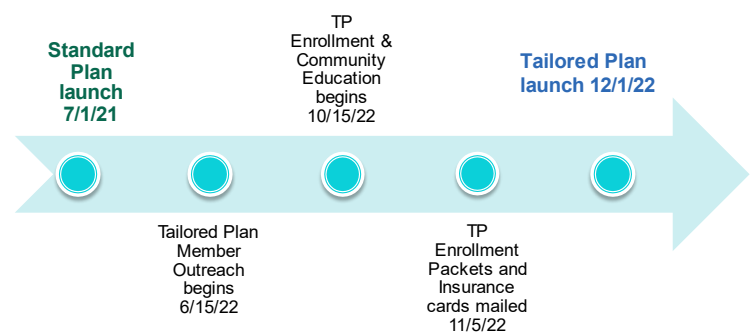 Standard
Plan
launch
7/1/21
Tailored Plan
Member
Outreach
begins
6/15/22
TP
Enrollment &
Community
Education
begins
10/15/22
TP
Enrollment
Packets and
Insurance
cards mailed
11/5/22
Tailored Plan
launch 12/1/22